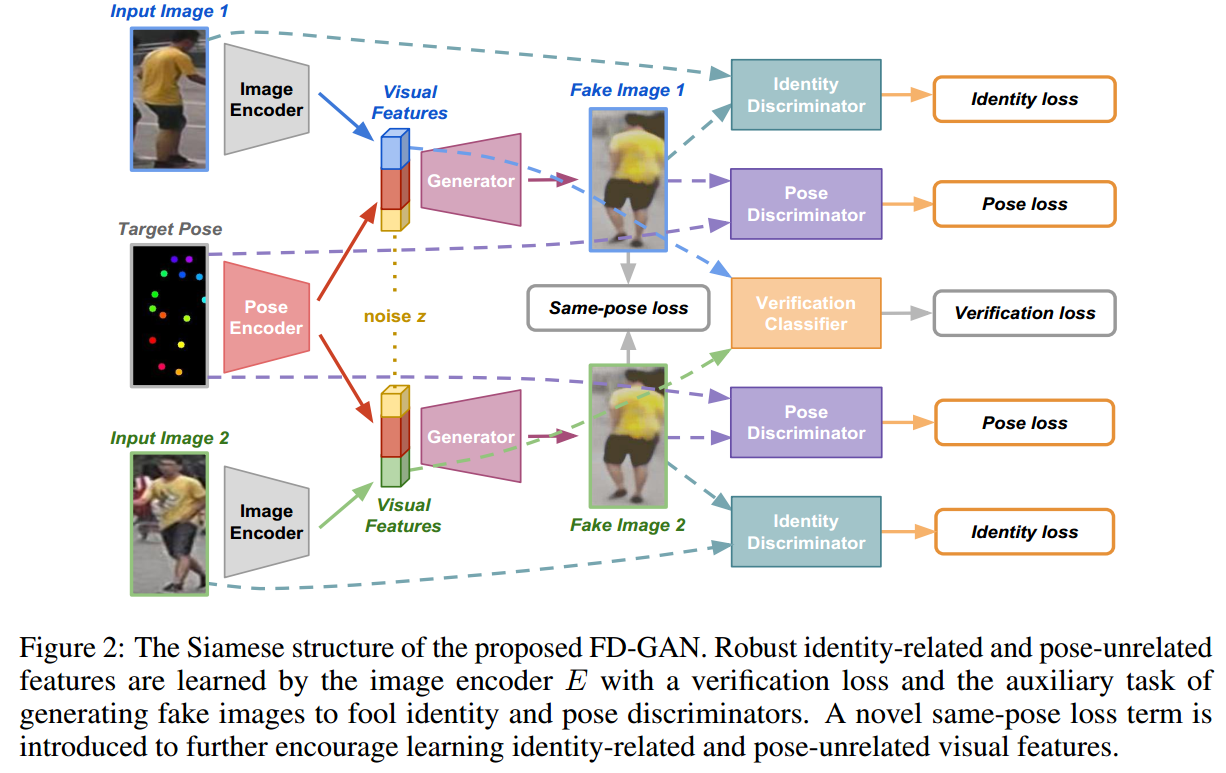 Input Image 1
Image
Encoder
Visual
Features
Generator
Fake Image 1
Identity
Discriminator
Identity loss
Pose
Discriminator
Pose loss
Target Pose
Pose
Encoder
noise z
Same-pose loss
Verification
Classifier
Verification loss
Input Image 2
Image
Encoder
Visual
Features
Generator
Fake Image 2
Pose
Discriminator
Pose loss
Identity
Discriminator
Identity loss
Figure 2: The Siamese structure of the proposed FD-GAN. Robust identity-related and pose-unrelated
features are learned by the image encoder E with a verification loss and the auxiliary task of
generating fake images to fool identity and pose discriminators. A novel same-pose loss term is
introduced to further encourage learning identity-related and pose-unrelated visual features.